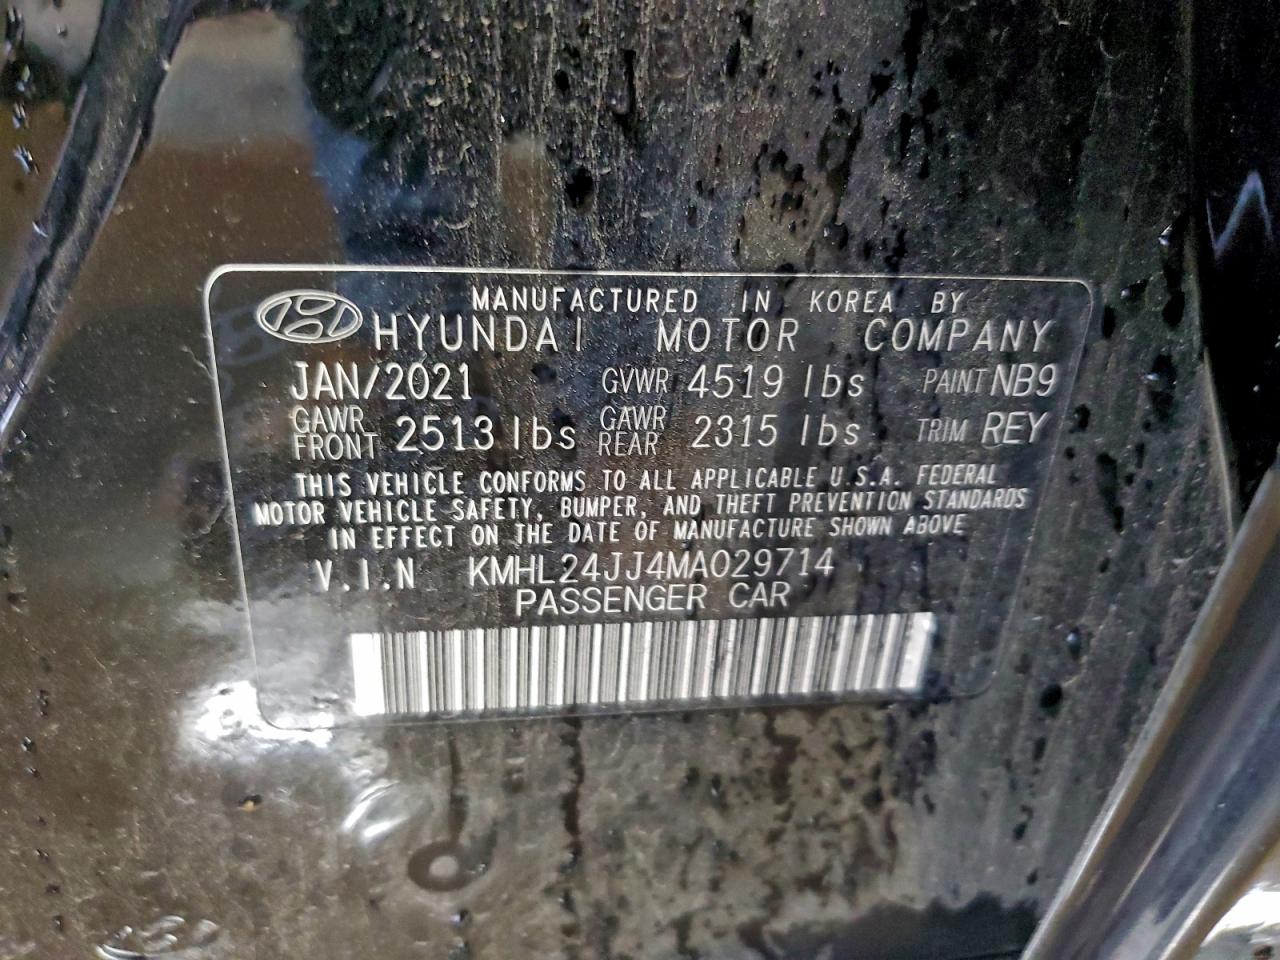 MANUFACTURED IN KOREA BY
HYUNDAI MOTOR COMPANY
JAN/2021 GVWR 4519 lbs PAINT NB9
GAWR FRONT 2513 lbs GAWR REAR 2315 lbs TRIM REY
THIS VEHICLE CONFORMS TO ALL APPLICABLE U.S.A. FEDERAL
MOTOR VEHICLE SAFETY, BUMPER, AND THEFT PREVENTION STANDARDS
IN EFFECT ON THE DATE OF MANUFACTURE SHOWN ABOVE
V.I.N KMHL24JJ4MA029714
PASSENGER CAR